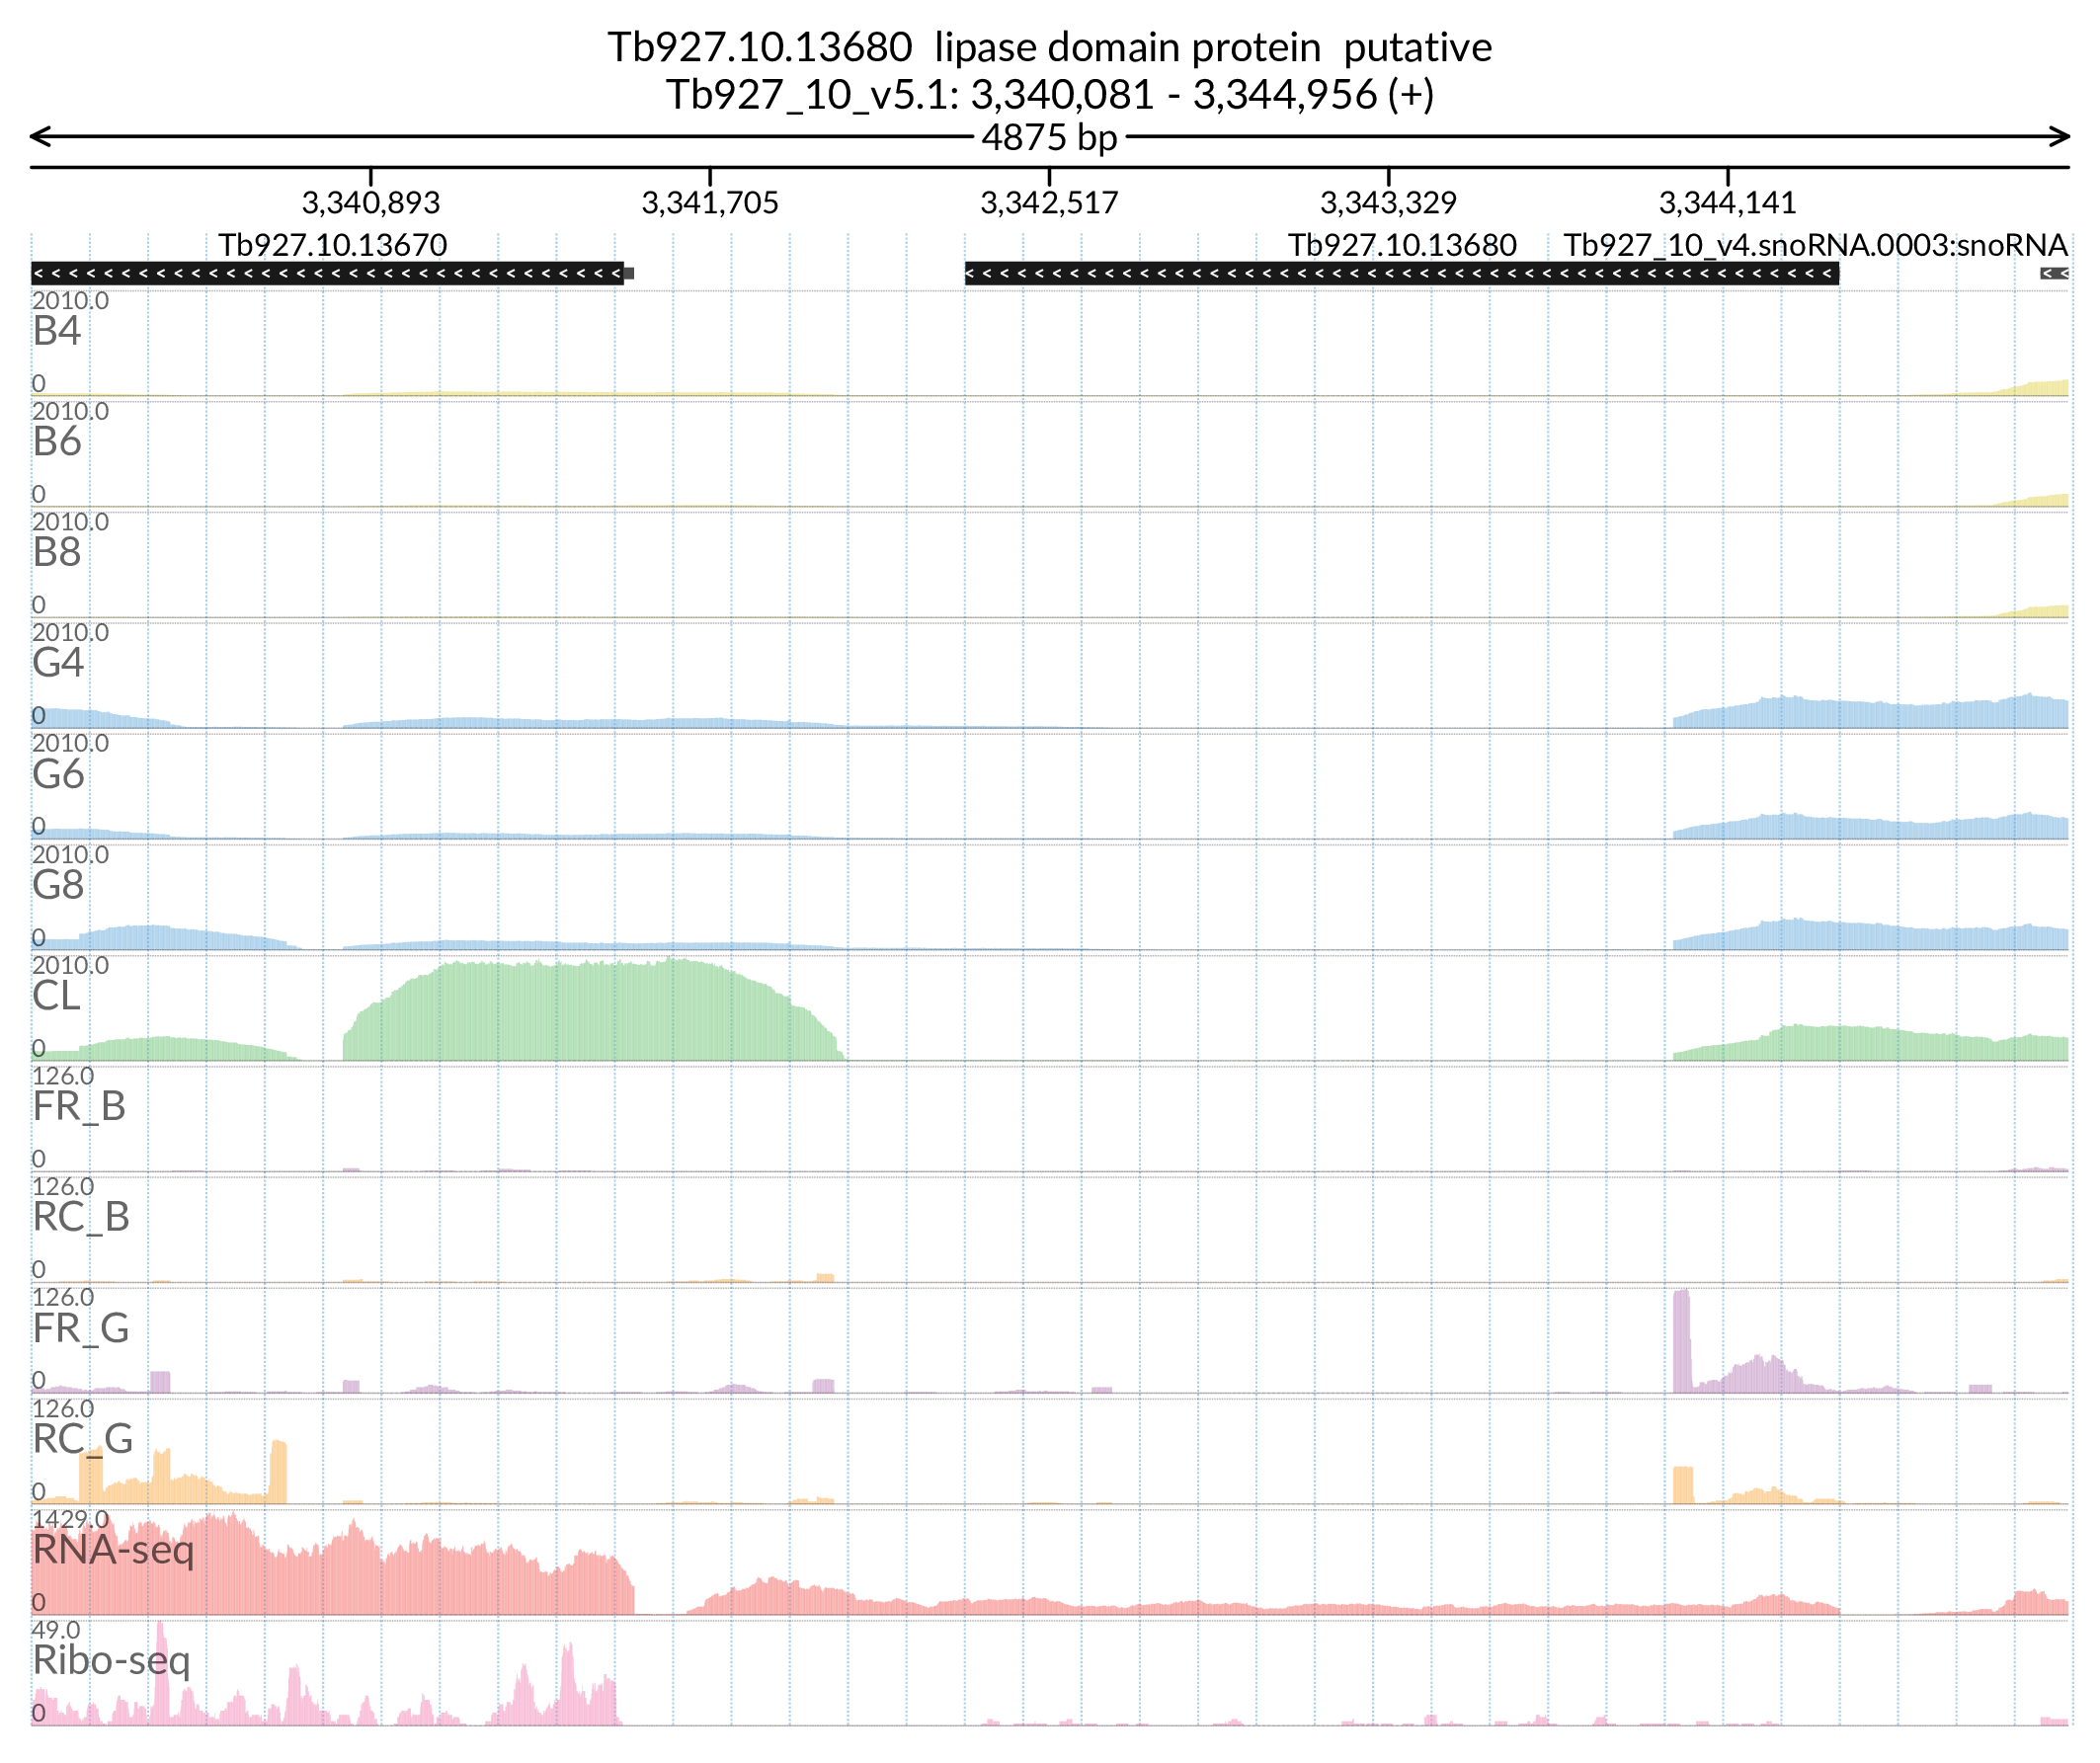 Tb927.10.13680  lipase domain protein  putative
Tb927_10_v5.1: 3,340,081 - 3,344,956 (+)
4875 bp
3,340,893 3,341,705 3,342,517 3,343,329 3,344,141
Tb927.10.13670 Tb927.10.13680 Tb927_10_v4.snoRNA.0003:snoRNA
2010.0
B4
0
2010.0
B6
0
2010.0
B8
0
2010.0
G4
0
2010.0
G6
0
2010.0
G8
0
2010.0
CL
0
126.0
FR_B
0
126.0
RC_B
0
126.0
FR_G
0
126.0
RC_G
0
1429.0
RNA-seq
0
49.0
Ribo-seq
0